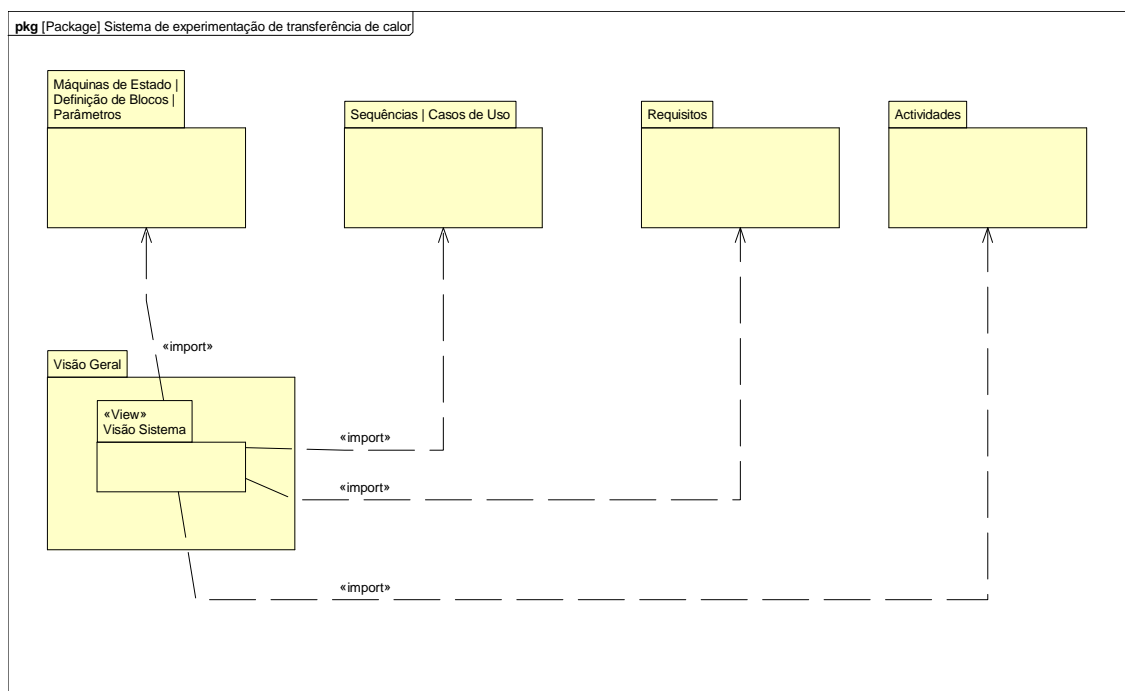 pkg [Package] Sistema de experimentação de transferência de calor
Máquinas de Estado |
Definição de Blocos |
Parâmetros
Sequências | Casos de Uso
Requisitos
Actividades
«import»
Visão Geral
«View»
Visão Sistema
«import»
«import»
«import»